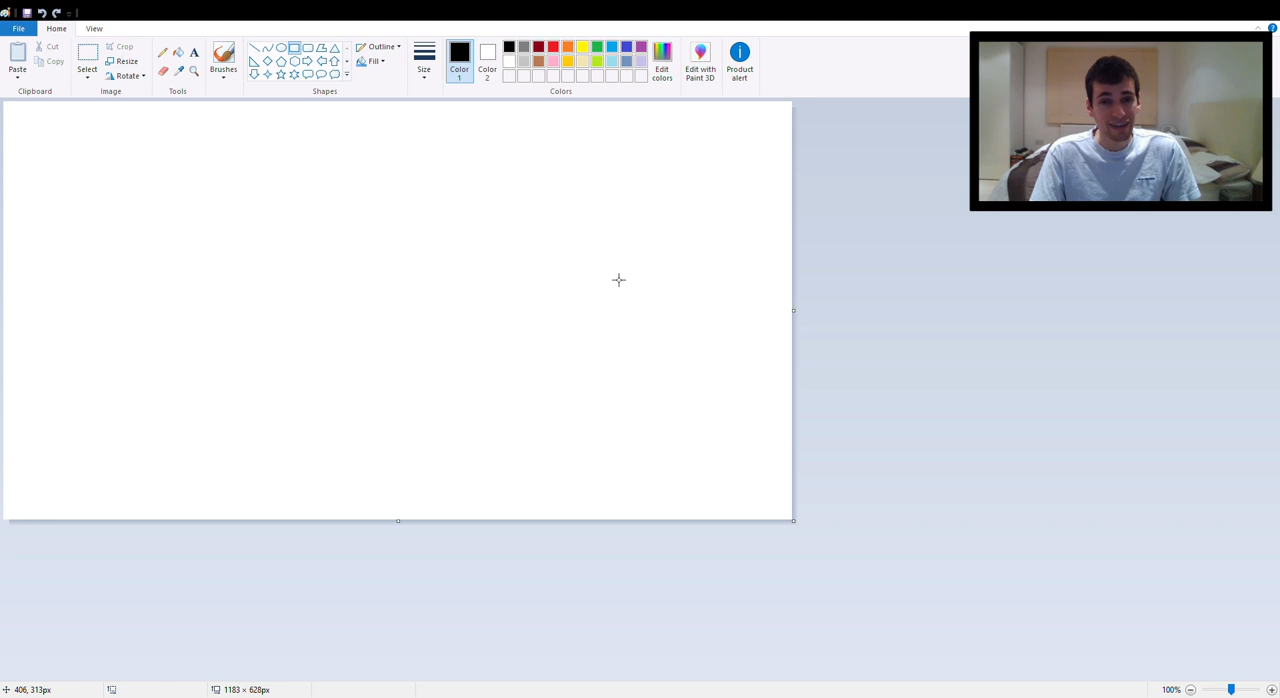 File Home View
Cut
Copy
Paste
Clipboard
Crop
Resize
Rotate
Select
Image
A
Tools
Brushes
Shapes
Outline
Fill
Size
Color 1
Color 2
Colors
Edit colors
Edit with Paint 3D
Product alert
406, 313px
1183 × 628px
100%